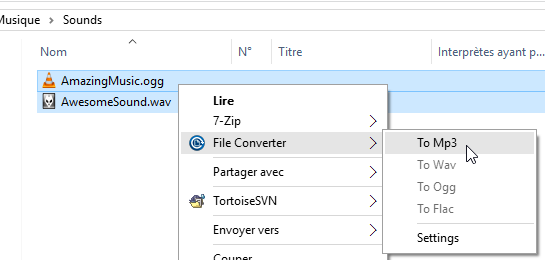 Musique > Sounds
Nom N° Titre Interprètes ayant p...
AmazingMusic.ogg
AwesomeSound.wav
Lire
7-Zip
File Converter
Partager avec
TortoiseSVN
Envoyer vers
Couper
To Mp3
To Wav
To Ogg
To Flac
Settings